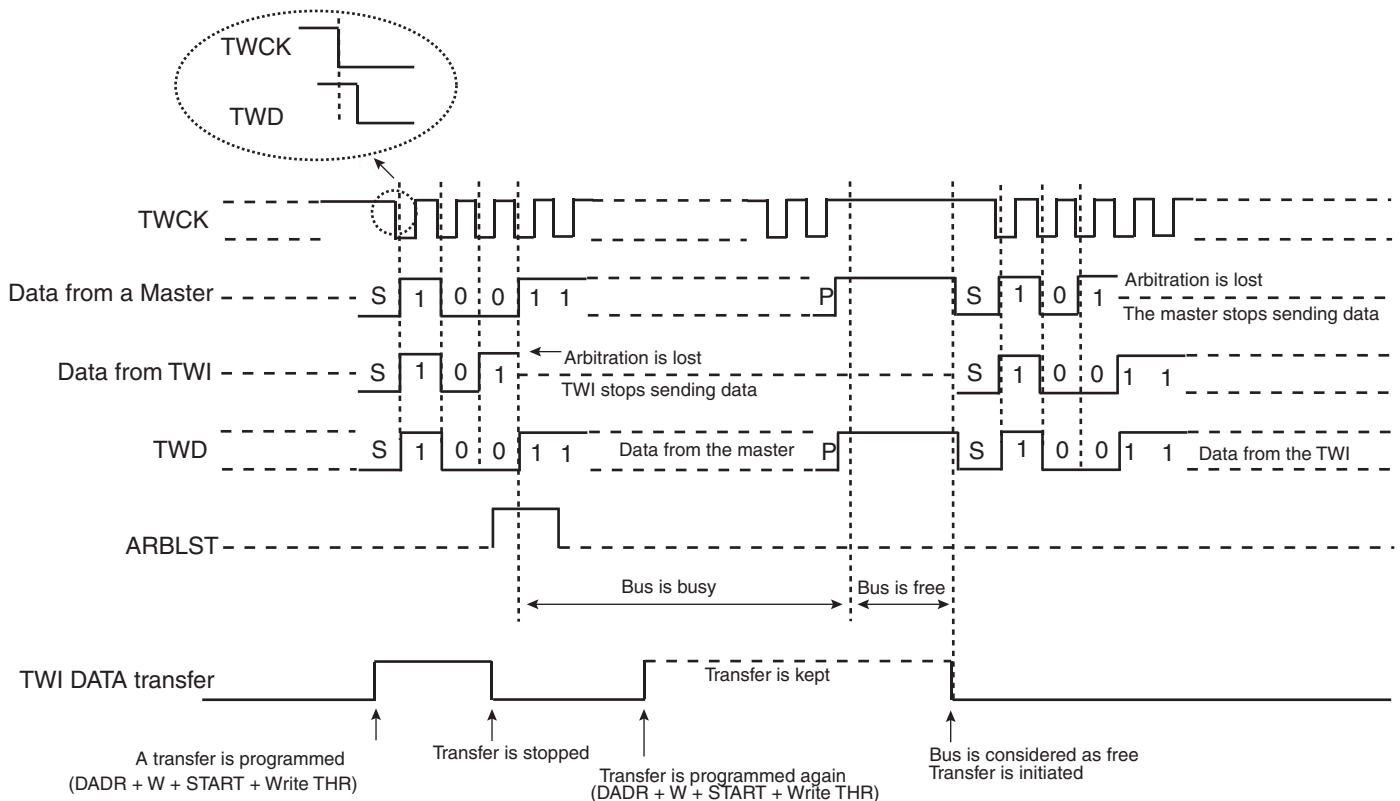 TWCK
TWD
TWCK
Data from a Master S 1 0 0 1 1 P S 1 0 1 Arbitration is lost
The master stops sending data
Data from TWI S 1 0 1 Arbitration is lost S 1 0 0 1 1
TWI stops sending data
TWD S 1 0 0 1 1 Data from the master P S 1 0 0 1 1 Data from the TWI
ARBLST
Bus is busy Bus is free
TWI DATA transfer Transfer is kept
A transfer is programmed
(DADR + W + START + Write THR)
Transfer is stopped
Transfer is programmed again
(DADR + W + START + Write THR)
Bus is considered as free
Transfer is initiated